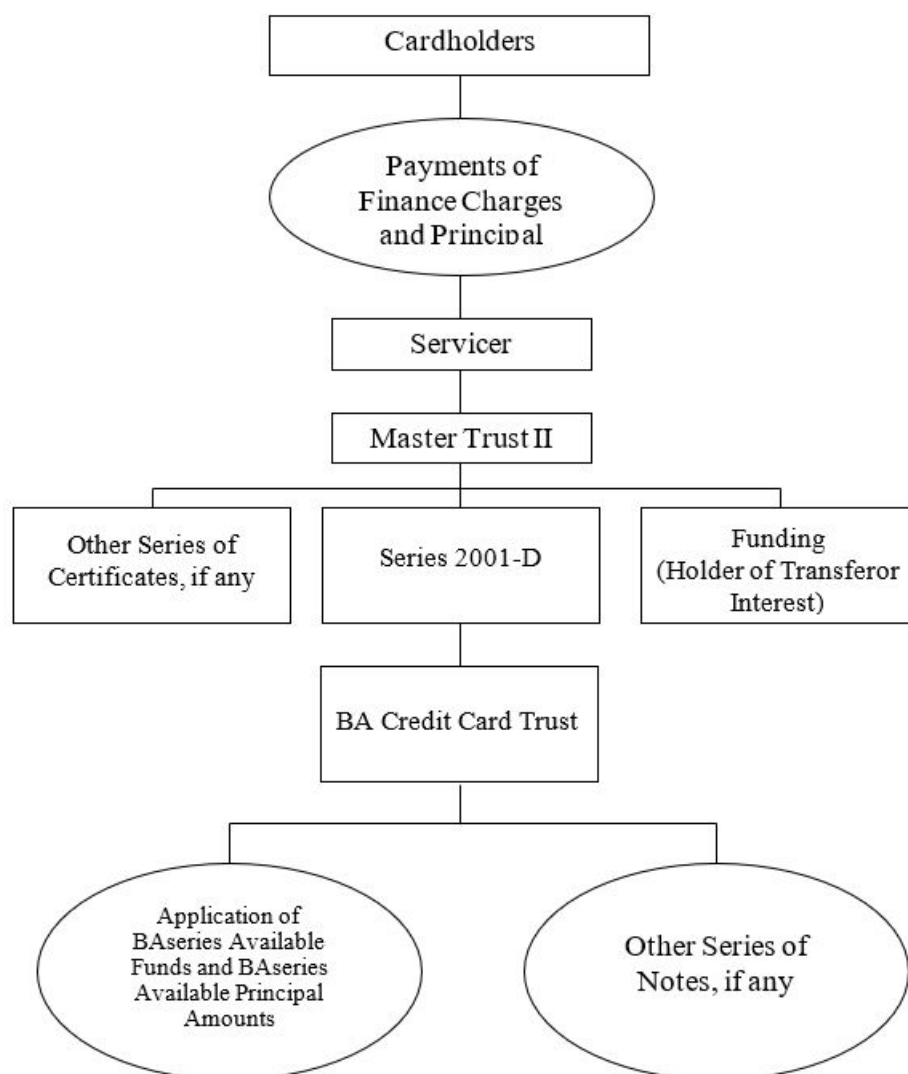 Cardholders
Payments of
Finance Charges
and Principal
Servicer
Master Trust II
Other Series of
Certificates, if any
Series 2001-D
Funding
(Holder of Transferor
Interest)
BA Credit Card Trust
Application of
BAseries Available
Funds and BAseries
Available Principal
Amounts
Other Series of
Notes, if any